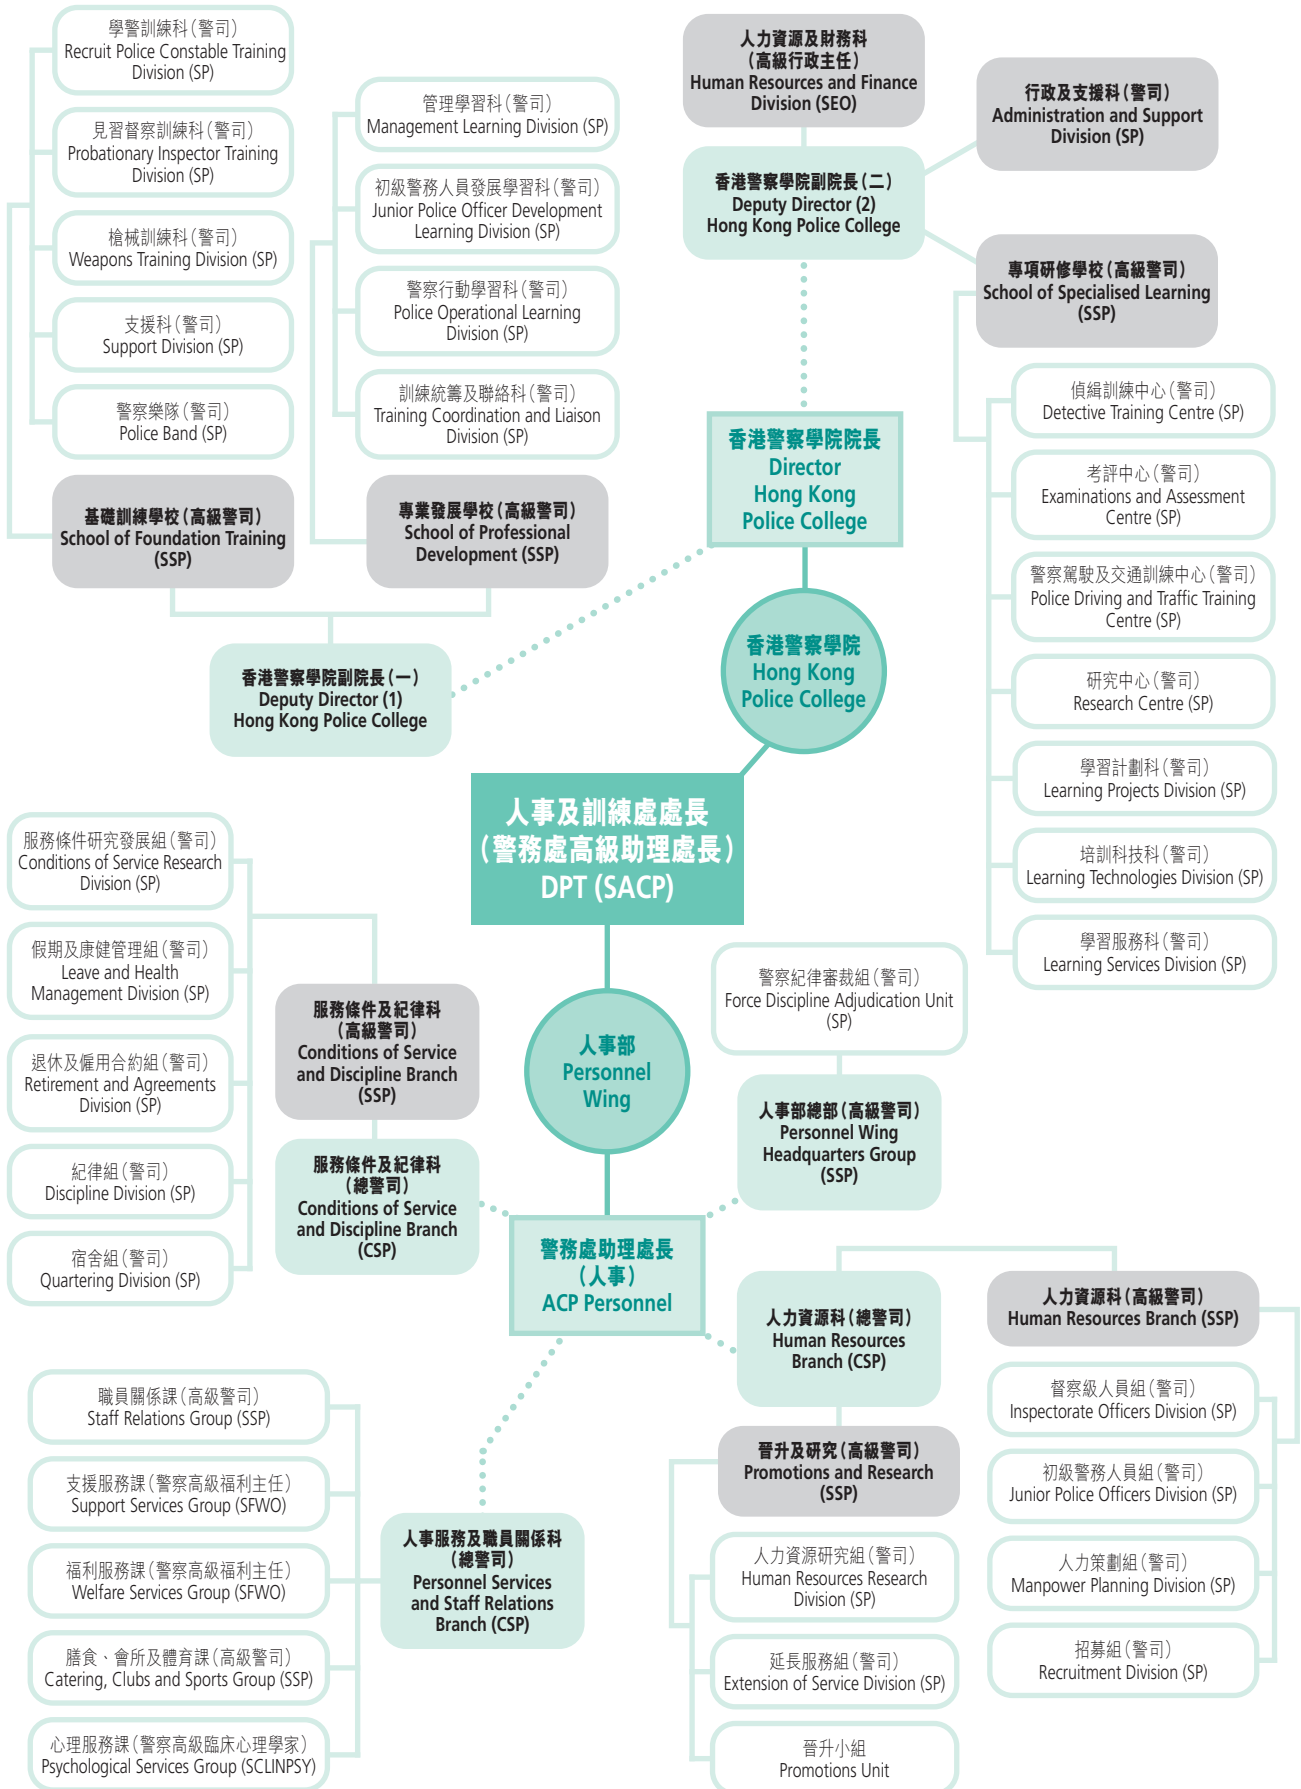 學警訓練科(警司)
Recruit Police Constable Training
Division (SP)
見習督察訓練科(警司)
Probationary Inspector Training
Division (SP)
槍械訓練科(警司)
Weapons Training Division (SP)
支援科(警司)
Support Division (SP)
警察樂隊(警司)
Police Band (SP)
基礎訓練學校(高級警司)
School of Foundation Training
(SSP)
管理學習科(警司)
Management Learning Division (SP)
初級警務人員發展學習科(警司)
Junior Police Officer Development
Learning Division (SP)
警察行動學習科(警司)
Police Operational Learning
Division (SP)
訓練統籌及聯絡科(警司)
Training Coordination and Liaison
Division (SP)
專業發展學校(高級警司)
School of Professional
Development (SSP)
香港警察學院副院長(一)
Deputy Director (1)
Hong Kong Police College
人力資源及財務科
(高級行政主任)
Human Resources and Finance
Division (SEO)
行政及支援科(警司)
Administration and Support
Division (SP)
香港警察學院副院長(二)
Deputy Director (2)
Hong Kong Police College
專項研修學校(高級警司)
School of Specialised Learning
(SSP)
偵緝訓練中心(警司)
Detective Training Centre (SP)
考評中心(警司)
Examinations and Assessment
Centre (SP)
警察駕駛及交通訓練中心(警司)
Police Driving and Traffic Training
Centre (SP)
研究中心(警司)
Research Centre (SP)
學習計劃科(警司)
Learning Projects Division (SP)
培訓科技科(警司)
Learning Technologies Division (SP)
學習服務科(警司)
Learning Services Division (SP)
香港警察學院院長
Director
Hong Kong
Police College
香港警察學院
Hong Kong
Police College
人事及訓練處處長
(警務處高級助理處長)
DPT (SACP)
人事部
Personnel
Wing
警務處助理處長
(人事)
ACP Personnel
服務條件研究發展組(警司)
Conditions of Service Research
Division (SP)
假期及康健管理組(警司)
Leave and Health
Management Division (SP)
退休及僱用合約組(警司)
Retirement and Agreements
Division (SP)
紀律組(警司)
Discipline Division (SP)
宿舍組(警司)
Quartering Division (SP)
服務條件及紀律科
(高級警司)
Conditions of Service
and Discipline Branch
(SSP)
服務條件及紀律科
(總警司)
Conditions of Service
and Discipline Branch
(CSP)
警察紀律審裁組(警司)
Force Discipline Adjudication Unit
(SP)
人事部總部(高級警司)
Personnel Wing
Headquarters Group
(SSP)
人力資源科(總警司)
Human Resources
Branch (CSP)
人力資源科(高級警司)
Human Resources Branch (SSP)
督察級人員組(警司)
Inspectorate Officers Division (SP)
初級警務人員組(警司)
Junior Police Officers Division (SP)
人力策劃組(警司)
Manpower Planning Division (SP)
招募組(警司)
Recruitment Division (SP)
晉升及研究(高級警司)
Promotions and Research
(SSP)
人力資源研究組(警司)
Human Resources Research
Division (SP)
延長服務組(警司)
Extension of Service Division (SP)
晉升小組
Promotions Unit
職員關係課(高級警司)
Staff Relations Group (SSP)
支援服務課(警察高級福利主任)
Support Services Group (SFWO)
福利服務課(警察高級福利主任)
Welfare Services Group (SFWO)
膳食、會所及體育課(高級警司)
Catering, Clubs and Sports Group (SSP)
心理服務課(警察高級臨床心理學家)
Psychological Services Group (SCLINPSY)
人事服務及職員關係科
(總警司)
Personnel Services
and Staff Relations
Branch (CSP)